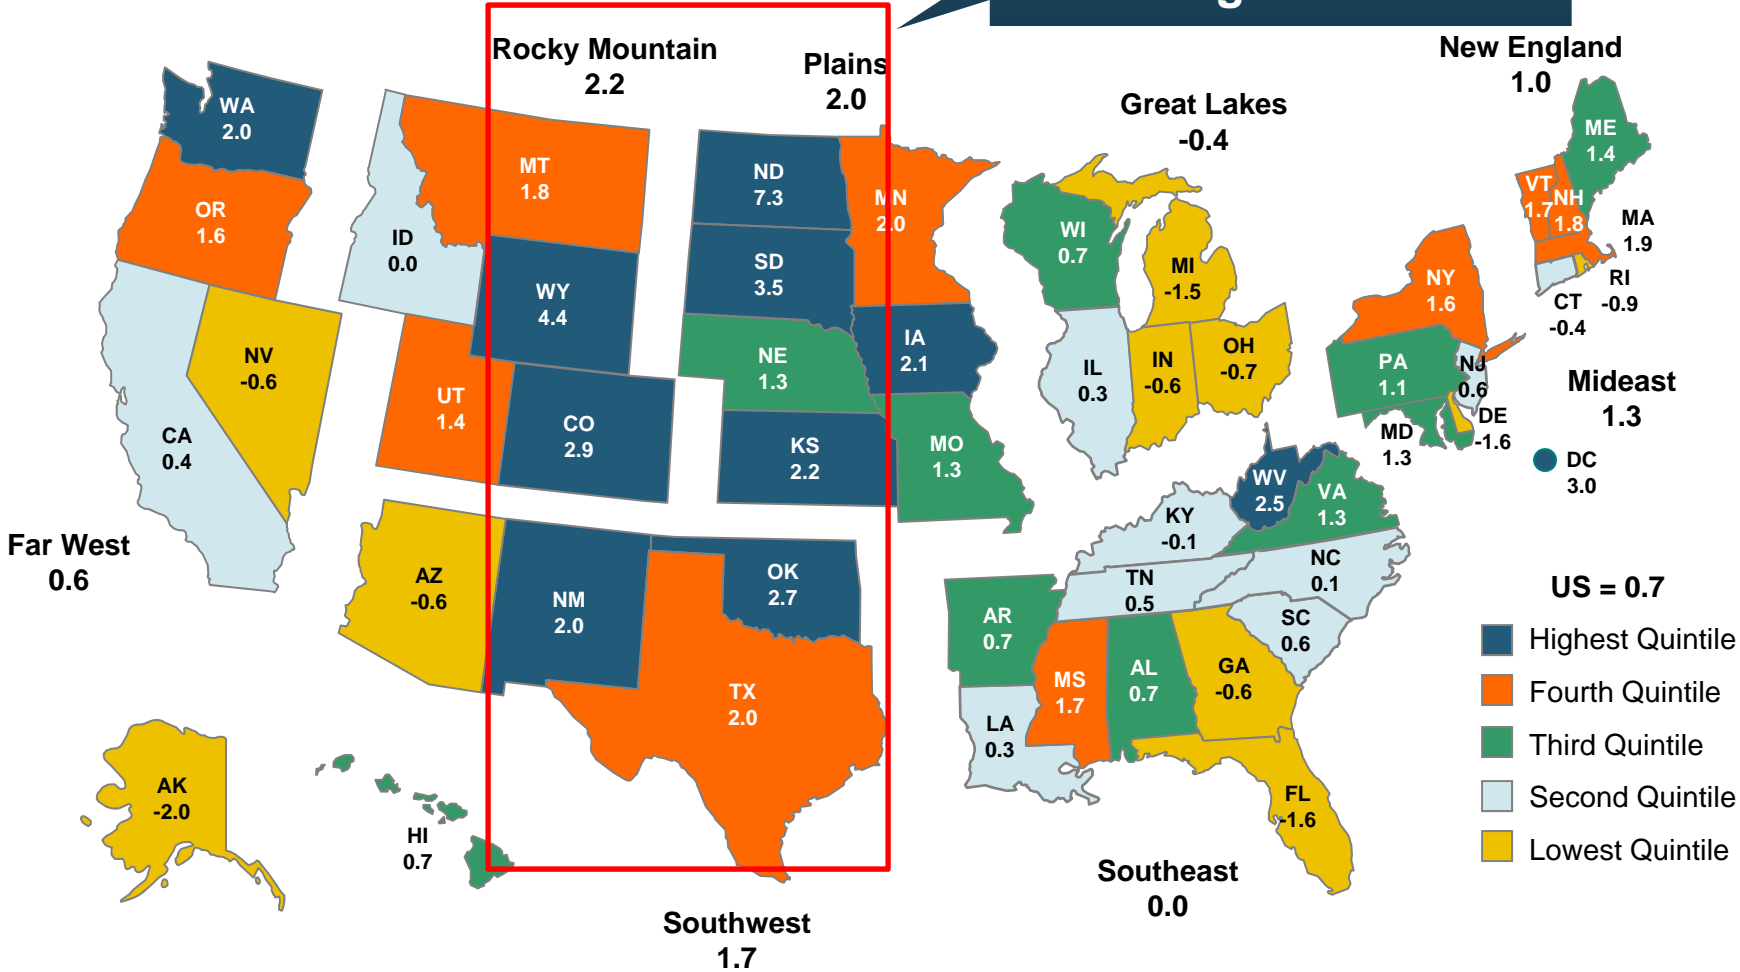 Rocky Mountain
2.2
Plains
2.0
New England
1.0
Great Lakes
-0.4
WA
2.0
OR
1.6
MT
1.8
ID
0.0
WY
4.4
NV
-0.6
UT
1.4
CO
2.9
CA
0.4
ND
7.3
SD
3.5
NE
1.3
KS
2.2
MN
2.0
IA
2.1
MO
1.3
WI
0.7
MI
-1.5
IL
0.3
IN
-0.6
OH
-0.7
ME
1.4
VT
1.7
NH
1.8
MA
1.9
RI
-0.9
CT
-0.4
NY
1.6
PA
1.1
NJ
0.6
Mideast
1.3
DE
-1.6
MD
1.3
DC
3.0
WV
2.5
VA
1.3
KY
-0.1
NC
0.1
TN
0.5
SC
0.6
AR
0.7
MS
1.7
AL
0.7
GA
-0.6
LA
0.3
FL
-1.6
Far West
0.6
AZ
-0.6
NM
2.0
OK
2.7
TX
2.0
AK
-2.0
HI
0.7
Southwest
1.7
Southeast
0.0
US = 0.7
Highest Quintile
Fourth Quintile
Third Quintile
Second Quintile
Lowest Quintile